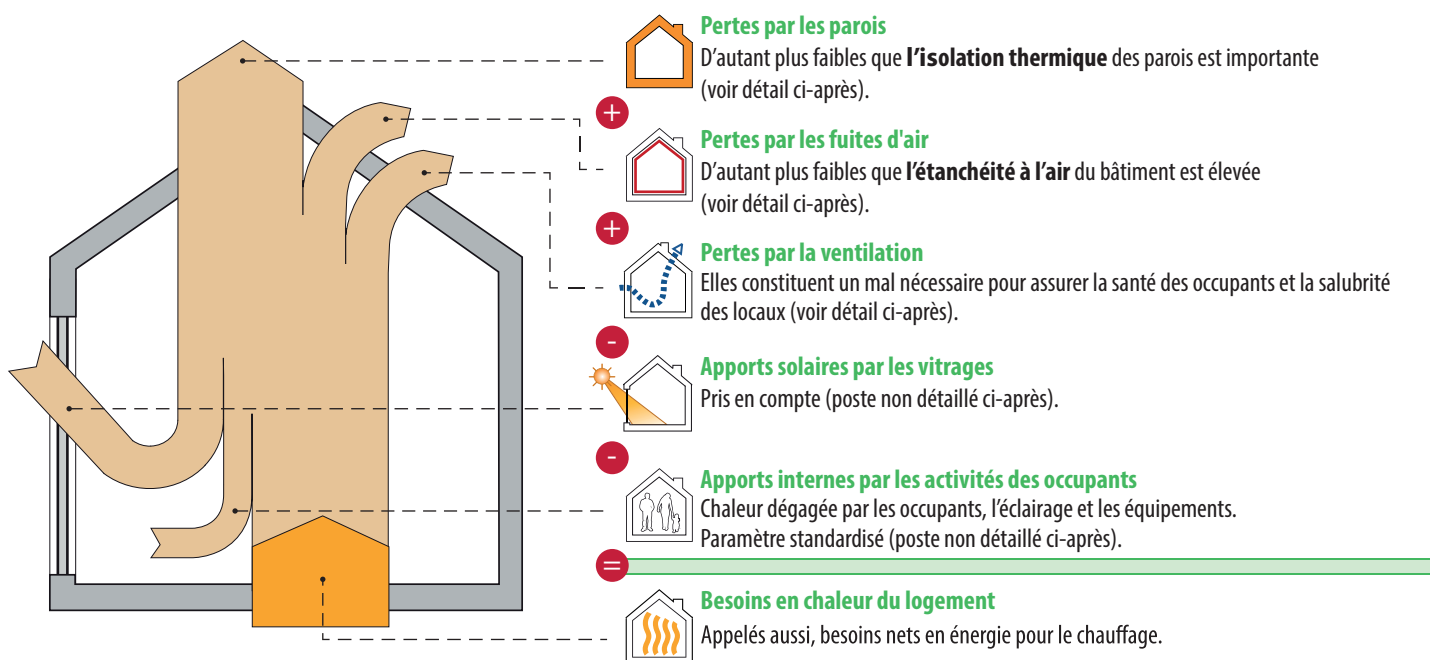 Pertes par les parois
D'autant plus faibles que l'isolation thermique des parois est importante
(voir détail ci-après).
+
Pertes par les fuites d'air
D'autant plus faibles que l'étanchéité à l'air du bâtiment est élevée
(voir détail ci-après).
+
Pertes par la ventilation
Elles constituent un mal nécessaire pour assurer la santé des occupants et la salubrité
des locaux (voir détail ci-après).
-
Apports solaires par les vitrages
Pris en compte (poste non détaillé ci-après).
-
Apports internes par les activités des occupants
Chaleur dégagée par les occupants, l'éclairage et les équipements.
Paramètre standardisé (poste non détaillé ci-après).
=
Besoins en chaleur du logement
Appelés aussi, besoins nets en énergie pour le chauffage.